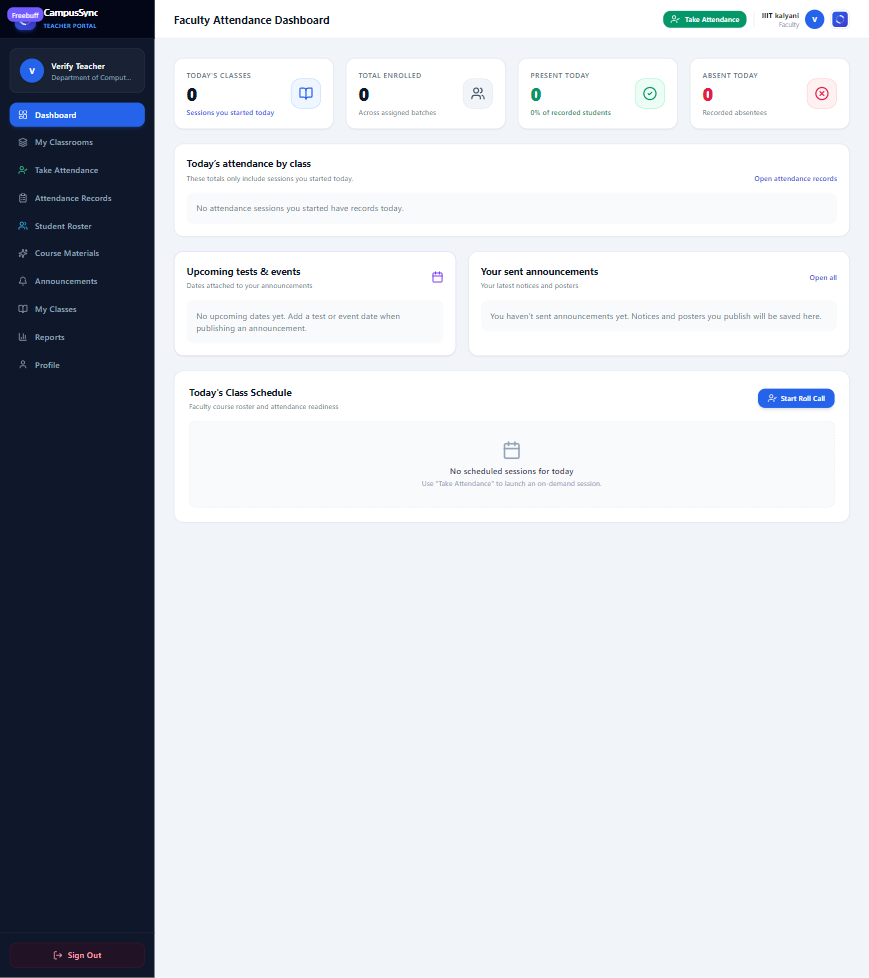 Freebuff
CampusSync
TEACHER PORTAL
Faculty Attendance Dashboard
Take Attendance
IIIT kalyani
Faculty
V
V
Verify Teacher
Department of Comput...
Dashboard
My Classrooms
Take Attendance
Attendance Records
Student Roster
Course Materials
Announcements
My Classes
Reports
Profile
Sign Out
TODAY'S CLASSES
0
Sessions you started today
TOTAL ENROLLED
0
Across assigned batches
PRESENT TODAY
0
0% of recorded students
ABSENT TODAY
0
Recorded absentees
Today's attendance by class
These totals only include sessions you started today.
Open attendance records
No attendance sessions you started have records today.
Upcoming tests & events
Dates attached to your announcements
No upcoming dates yet. Add a test or event date when
publishing an announcement.
Your sent announcements
Your latest notices and posters
Open all
You haven't sent announcements yet. Notices and posters you publish will be saved here.
Today's Class Schedule
Faculty course roster and attendance readiness
Start Roll Call
No scheduled sessions for today
Use "Take Attendance" to launch an on-demand session.